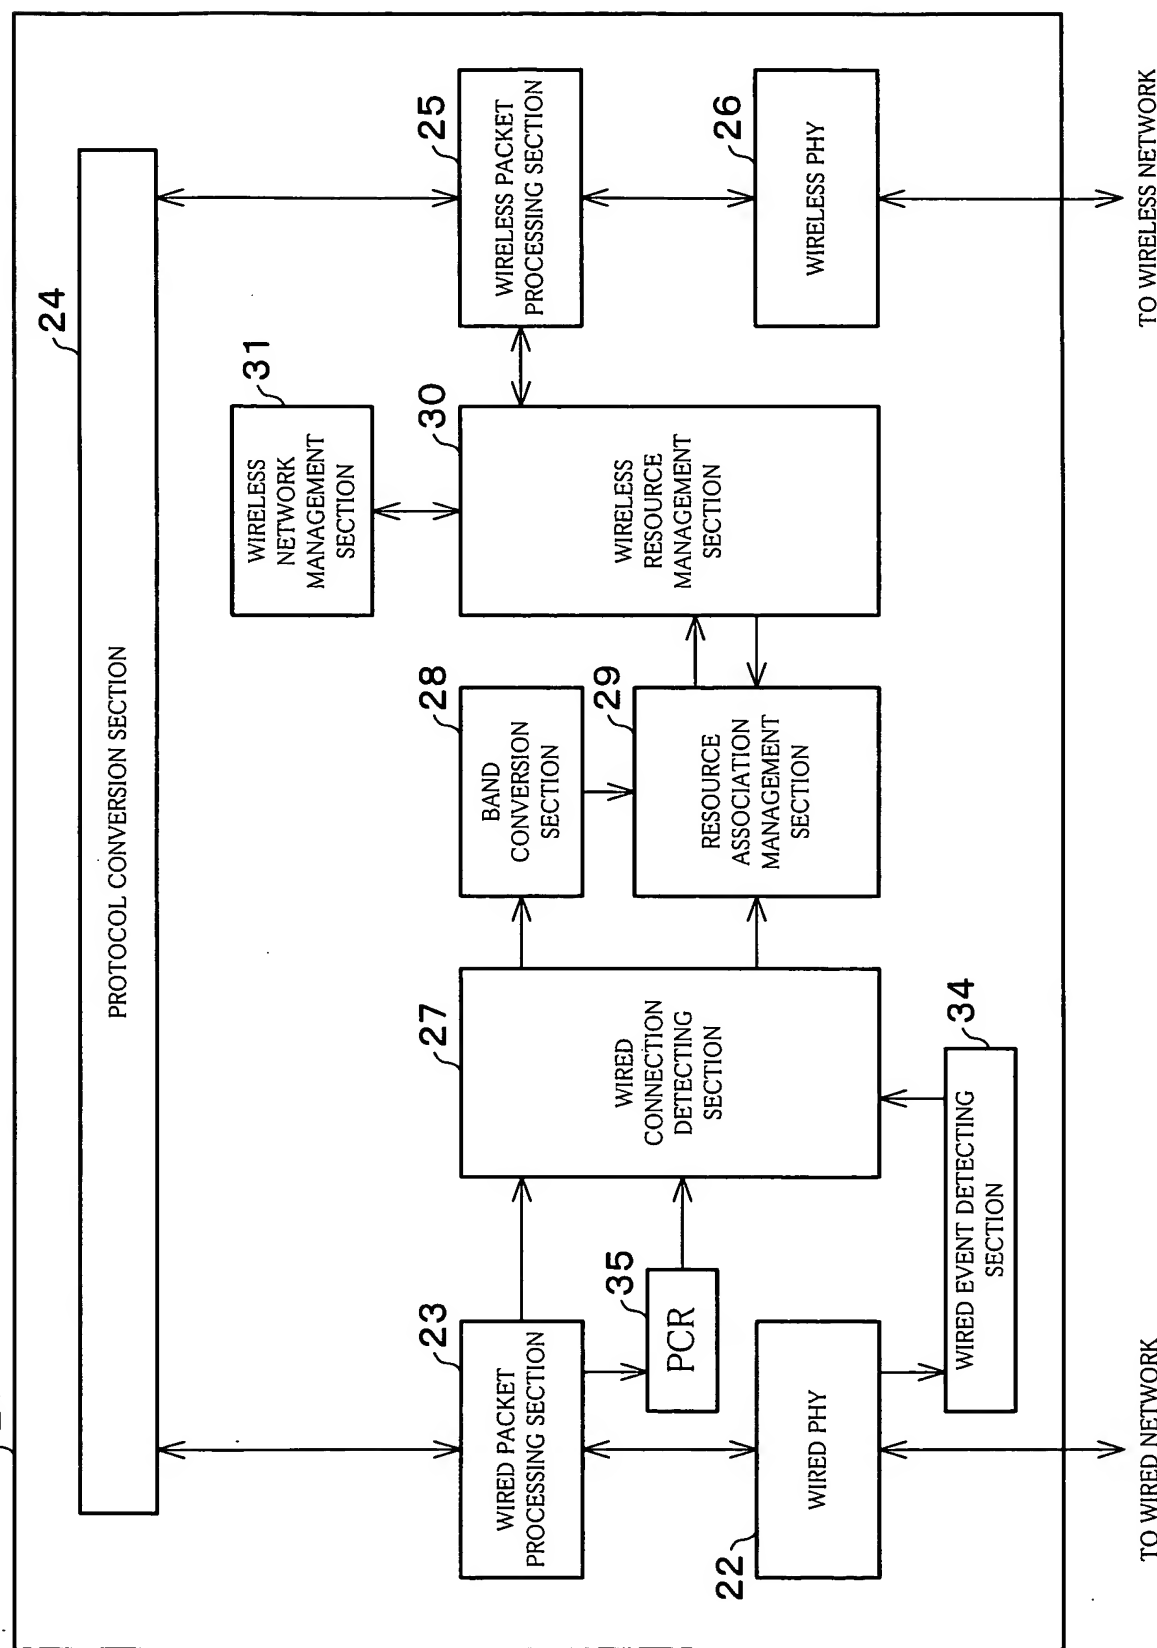 24
PROTOCOL CONVERSION SECTION
31
WIRELESS
NETWORK
MANAGEMENT
SECTION
23
WIRED PACKET
PROCESSING SECTION
27
WIRED
CONNECTION
DETECTING
SECTION
28
BAND
CONVERSION
SECTION
30
WIRELESS
RESOURCE
MANAGEMENT
SECTION
25
WIRELESS PACKET
PROCESSING SECTION
35
PCR
29
RESOURCE
ASSOCIATION
MANAGEMENT
SECTION
22
WIRED PHY
26
WIRELESS PHY
34
WIRED EVENT DETECTING
SECTION
TO WIRED NETWORK
TO WIRELESS NETWORK